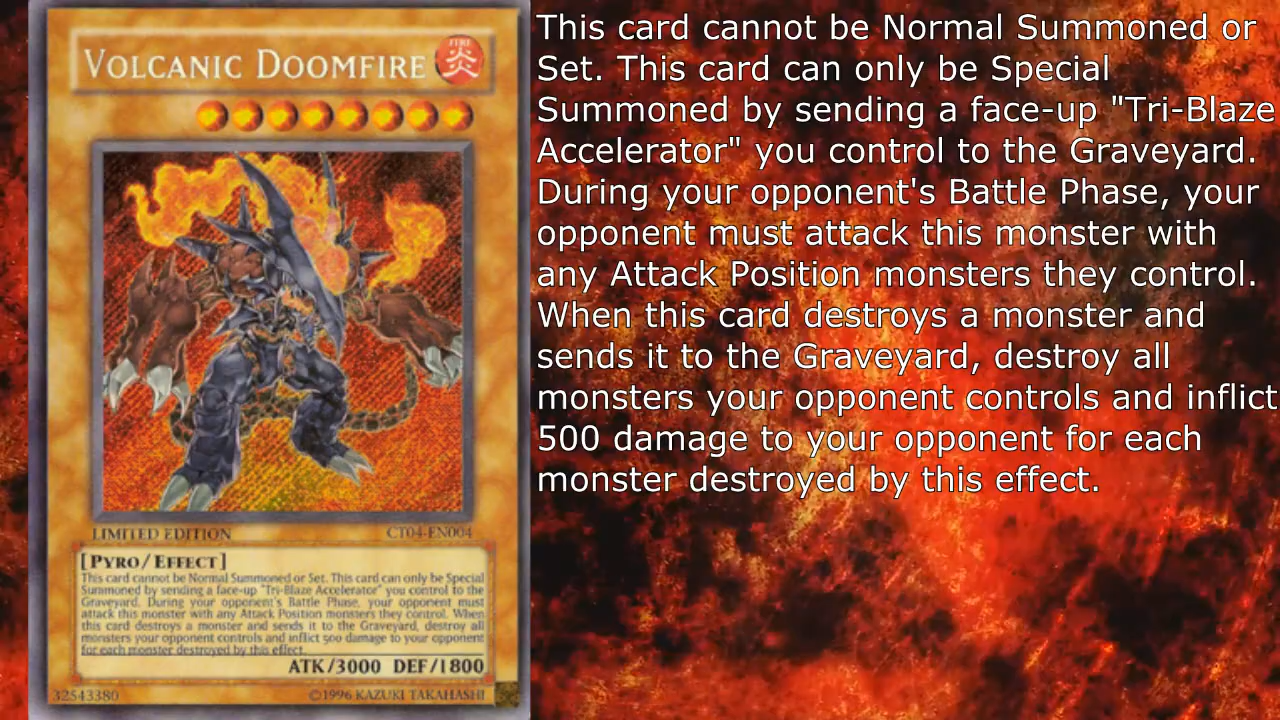 VOLCANIC DOOMFIRE
FIRE
炎
LIMITED EDITION
CT04-EN004
[PYRO/EFFECT]
This card cannot be Normal Summoned or Set. This card can only be Special
Summoned by sending a face-up "Tri-Blaze Accelerator" you control to the
Graveyard. During your opponent's Battle Phase, your opponent must
attack this monster with any Attack Position monsters they control. When
this card destroys a monster and sends it to the Graveyard, destroy all
monsters your opponent controls and inflict 500 damage to your opponent
for each monster destroyed by this effect.
ATK/3000 DEF/1800
32543380
©1996 KAZUKI TAKAHASHI
This card cannot be Normal Summoned or
Set. This card can only be Special
Summoned by sending a face-up "Tri-Blaze
Accelerator" you control to the Graveyard.
During your opponent's Battle Phase, your
opponent must attack this monster with
any Attack Position monsters they control.
When this card destroys a monster and
sends it to the Graveyard, destroy all
monsters your opponent controls and inflict
500 damage to your opponent for each
monster destroyed by this effect.